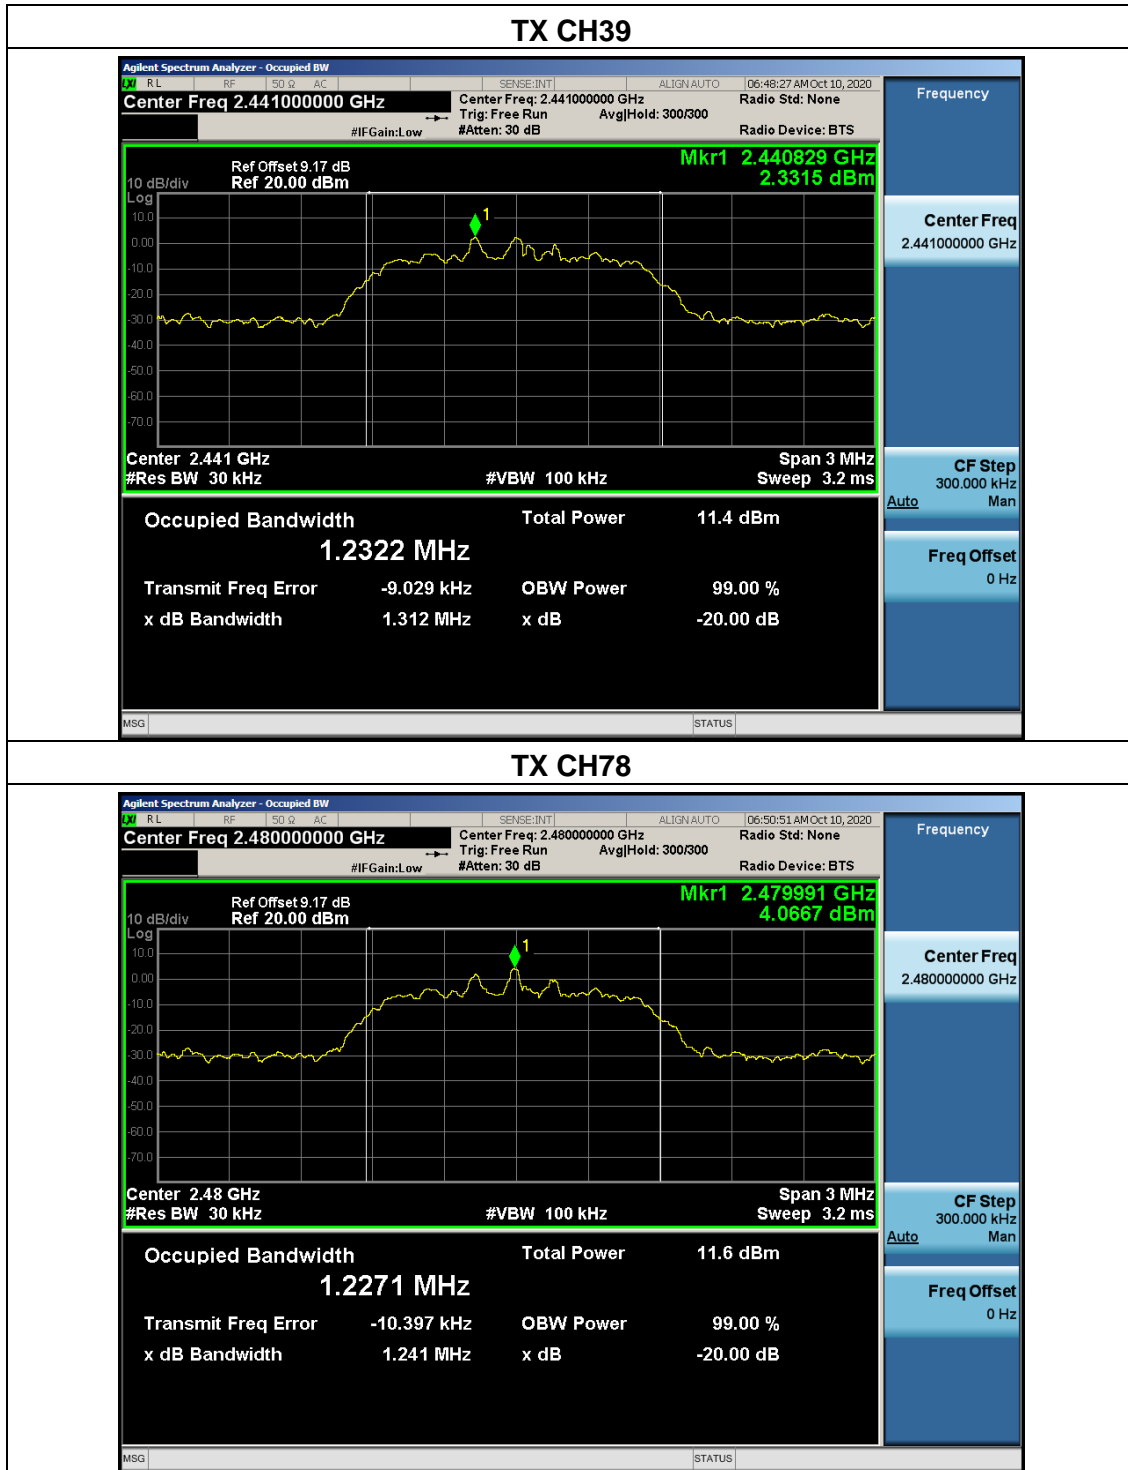 TX CH39
Agilent Spectrum Analyzer - Occupied BW
LXI RL RF 50 Ω AC SENSE:INT ALIGN AUTO 06:48:27 AM Oct 10, 2020
Center Freq 2.441000000 GHz Center Freq: 2.441000000 GHz Radio Std: None Frequency
Trig: Free Run Avg|Hold: 300/300
#IFGain:Low #Atten: 30 dB Radio Device: BTS
Mkr1 2.440829 GHz
Ref Offset 9.17 dB
10 dB/div Ref 20.00 dBm 2.3315 dBm
Log
10.0
0.00
-10.0
-20.0
-30.0
-40.0
-50.0
-60.0
-70.0
1
Center Freq
2.441000000 GHz
Center 2.441 GHz Span 3 MHz
#Res BW 30 kHz #VBW 100 kHz Sweep 3.2 ms
CF Step
300.000 kHz
Auto Man
Occupied Bandwidth Total Power 11.4 dBm
1.2322 MHz
Freq Offset
0 Hz
Transmit Freq Error -9.029 kHz OBW Power 99.00 %
x dB Bandwidth 1.312 MHz x dB -20.00 dB
MSG STATUS
TX CH78
Agilent Spectrum Analyzer - Occupied BW
LXI RL RF 50 Ω AC SENSE:INT ALIGN AUTO 06:50:51 AM Oct 10, 2020
Center Freq 2.480000000 GHz Center Freq: 2.480000000 GHz Radio Std: None Frequency
Trig: Free Run Avg|Hold: 300/300
#IFGain:Low #Atten: 30 dB Radio Device: BTS
Mkr1 2.479991 GHz
Ref Offset 9.17 dB
10 dB/div Ref 20.00 dBm 4.0667 dBm
Log
10.0
0.00
-10.0
-20.0
-30.0
-40.0
-50.0
-60.0
-70.0
1
Center Freq
2.480000000 GHz
Center 2.48 GHz Span 3 MHz
#Res BW 30 kHz #VBW 100 kHz Sweep 3.2 ms
CF Step
300.000 kHz
Auto Man
Occupied Bandwidth Total Power 11.6 dBm
1.2271 MHz
Freq Offset
0 Hz
Transmit Freq Error -10.397 kHz OBW Power 99.00 %
x dB Bandwidth 1.241 MHz x dB -20.00 dB
MSG STATUS